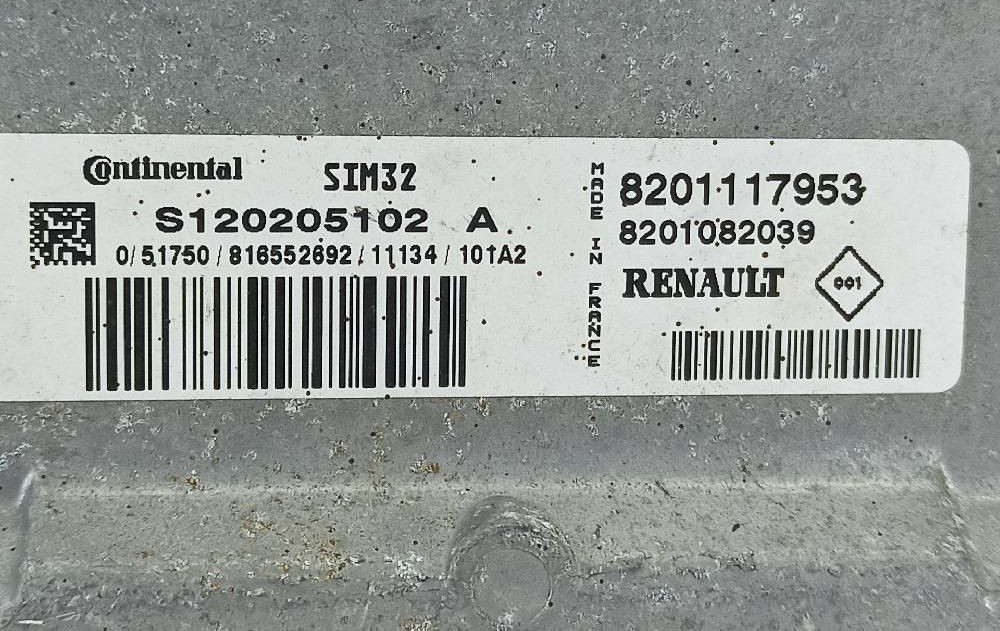 Continental SIM32
S120205102 A
0/51750/816552692/11134/101A2
MADE IN FRANCE
8201117953
8201082039
RENAULT 001